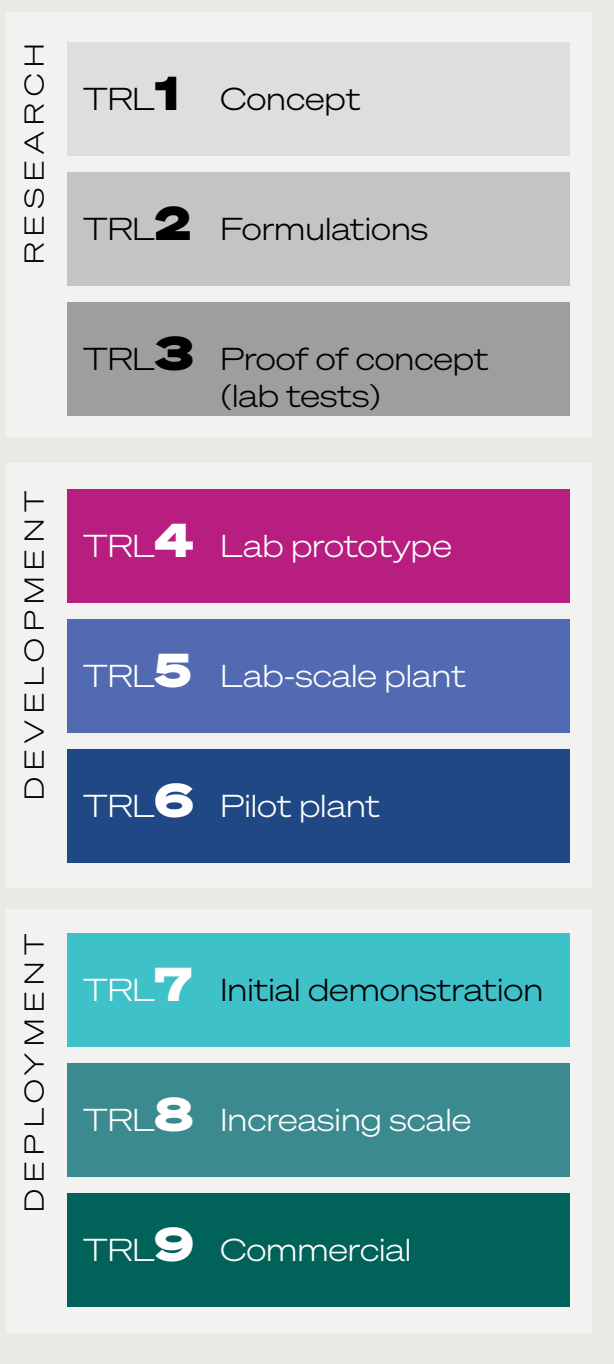 RESEARCH
TRL1 Concept
TRL2 Formulations
TRL3 Proof of concept
(lab tests)
DEVELOPMENT
TRL4 Lab prototype
TRL5 Lab-scale plant
TRL6 Pilot plant
DEPLOYMENT
TRL7 Initial demonstration
TRL8 Increasing scale
TRL9 Commercial